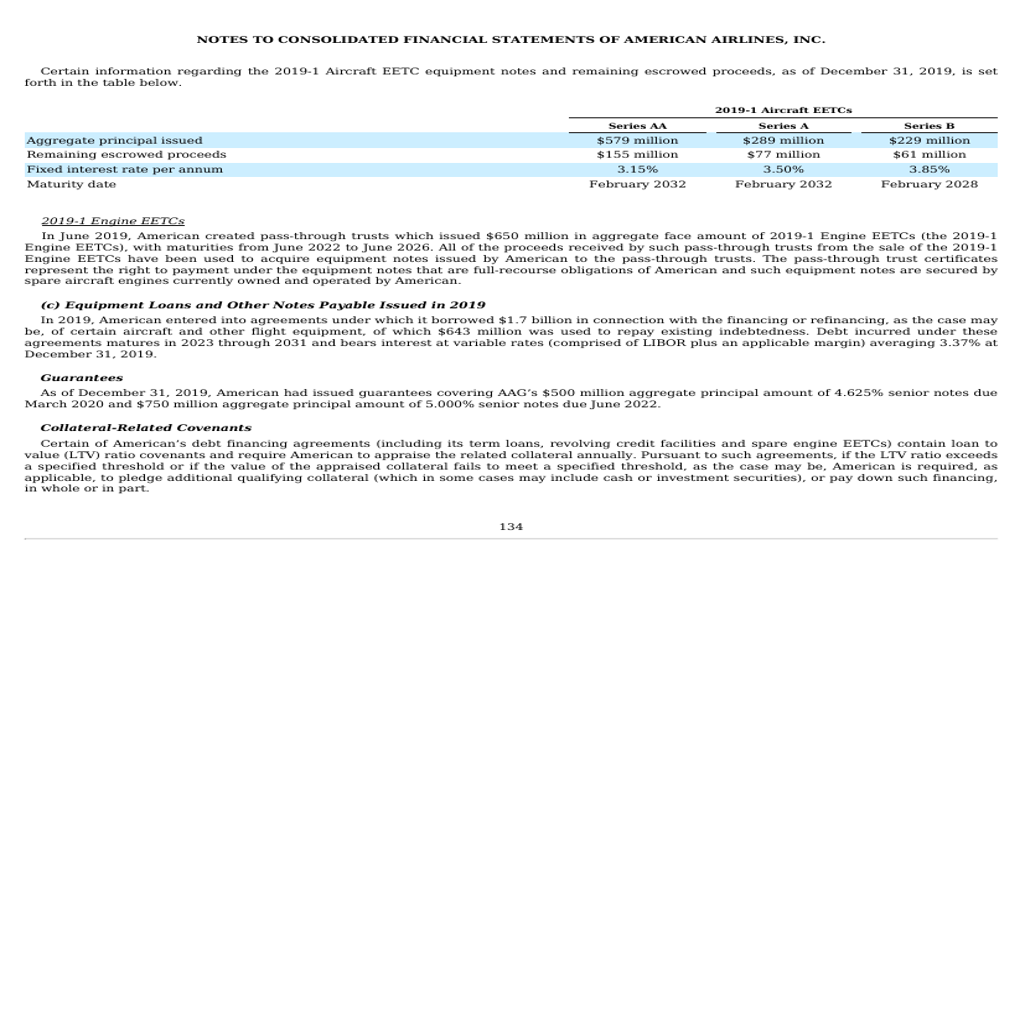 NOTES TO CONSOLIDATED FINANCIAL STATEMENTS OF AMERICAN AIRLINES, INC.
Certain information regarding the 2019-1 Aircraft EETC equipment notes and remaining escrowed proceeds, as of December 31, 2019, is set
forth in the table below.
2019-1 Aircraft EETCs
Series AA Series A Series B
Aggregate principal issued $579 million $289 million $229 million
Remaining escrowed proceeds $155 million $77 million $61 million
Fixed interest rate per annum 3.15% 3.50% 3.85%
Maturity date February 2032 February 2032 February 2028
2019-1 Engine EETCs
In June 2019, American created pass-through trusts which issued $650 million in aggregate face amount of 2019-1 Engine EETCs (the 2019-1
Engine EETCs), with maturities from June 2022 to June 2026. All of the proceeds received by such pass-through trusts from the sale of the 2019-1
Engine EETCs have been used to acquire equipment notes issued by American to the pass-through trusts. The pass-through trust certificates
represent the right to payment under the equipment notes that are full-recourse obligations of American and such equipment notes are secured by
spare aircraft engines currently owned and operated by American.
(c) Equipment Loans and Other Notes Payable Issued in 2019
In 2019, American entered into agreements under which it borrowed $1.7 billion in connection with the financing or refinancing, as the case may
be, of certain aircraft and other flight equipment, of which $643 million was used to repay existing indebtedness. Debt incurred under these
agreements matures in 2023 through 2031 and bears interest at variable rates (comprised of LIBOR plus an applicable margin) averaging 3.37% at
December 31, 2019.
Guarantees
As of December 31, 2019, American had issued guarantees covering AAG’s $500 million aggregate principal amount of 4.625% senior notes due
March 2020 and $750 million aggregate principal amount of 5.000% senior notes due June 2022.
Collateral-Related Covenants
Certain of American’s debt financing agreements (including its term loans, revolving credit facilities and spare engine EETCs) contain loan to
value (LTV) ratio covenants and require American to appraise the related collateral annually. Pursuant to such agreements, if the LTV ratio exceeds
a specified threshold or if the value of the appraised collateral fails to meet a specified threshold, as the case may be, American is required, as
applicable, to pledge additional qualifying collateral (which in some cases may include cash or investment securities), or pay down such financing,
in whole or in part.
134